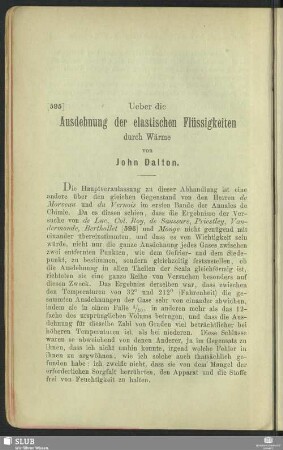 595] Ueber die
Ausdehnung der elastischen Flüssigkeiten
durch Wärme
von
John Dalton.
Die Hauptveranlassung zu dieser Abhandlung ist eine
andere über den gleichen Gegenstand von den Herren de
Morveau und du Vernois im ersten Bande der Annales de
Chimie. Da es diesen schien, dass die Ergebnisse der Ver-
suche von de Luc, Col. Roy, de Saussure, Priestley, Van-
dermonde, Berthollet [596] und Monge nicht genügend mit
einander übereinstimmten, und dass es von Wichtigkeit sein
würde, nicht nur die ganze Ausdehnung jedes Gases zwischen
zwei entfernten Punkten, wie dem Gefrier- und dem Siede-
punkt, zu bestimmen, sondern gleichzeitig festzustellen, ob
die Ausdehnung in allen Theilen der Scala gleichförmig ist,
richteten sie eine ganze Reihe von Versuchen besonders auf
diesen Zweck. Das Ergebniss derselben war, dass zwischen
den Temperaturen von 32° und 212° (Fahrenheit) die ge-
sammten Ausdehnungen der Gase sehr von einander abwichen,
indem sie in einem Falle in anderen mehr als das 12-
fache des ursprünglichen Volums betrugen, und dass die Aus-
dehnung für dieselbe Zahl von Graden viel beträchtlicher bei
höheren Temperaturen ist, als bei niederen. Diese Schlüsse
waren so abweichend von denen Anderer, ja im Gegensatz zu
ihnen, dass ich nicht umhin konnte, irgend welche Fehler in
ihnen zu argwöhnen, wie ich solche auch thatsächlich ge-
funden habe: ich zweifle nicht, dass sie von dem Mangel der
erforderlichen Sorgfalt herrührten, den Apparat und die Stoffe
frei von Feuchtigkeit zu halten.
SLUB
Wir führen Wissen.